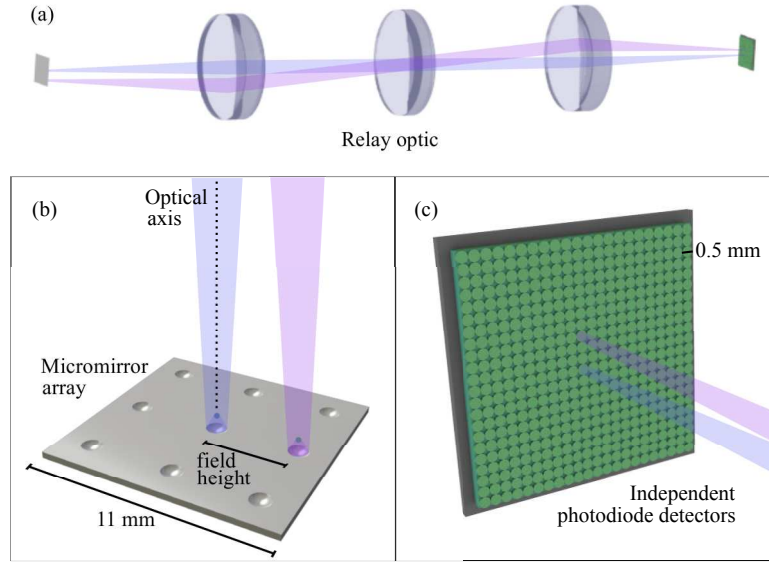 (a)
Relay optic
(b)
Optical
axis
Micromirror
array
field
height
11 mm
(c)
0.5 mm
Independent
photodiode detectors